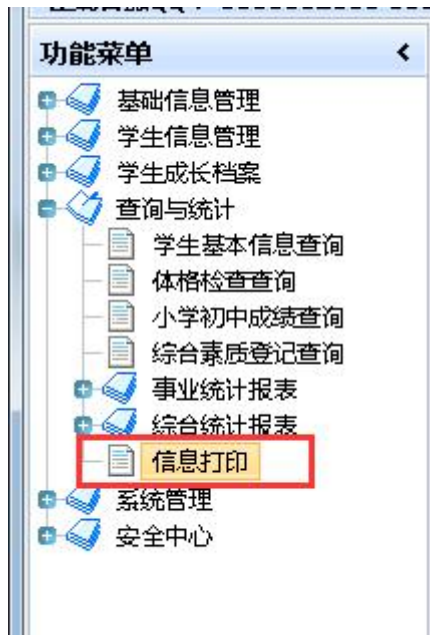 功能菜单
基础信息管理
学生信息管理
学生成长档案
查询与统计
学生基本信息查询
体格检查查询
小学初中成绩查询
综合素质登记查询
事业统计报表
综合统计报表
信息打印
系统管理
安全中心